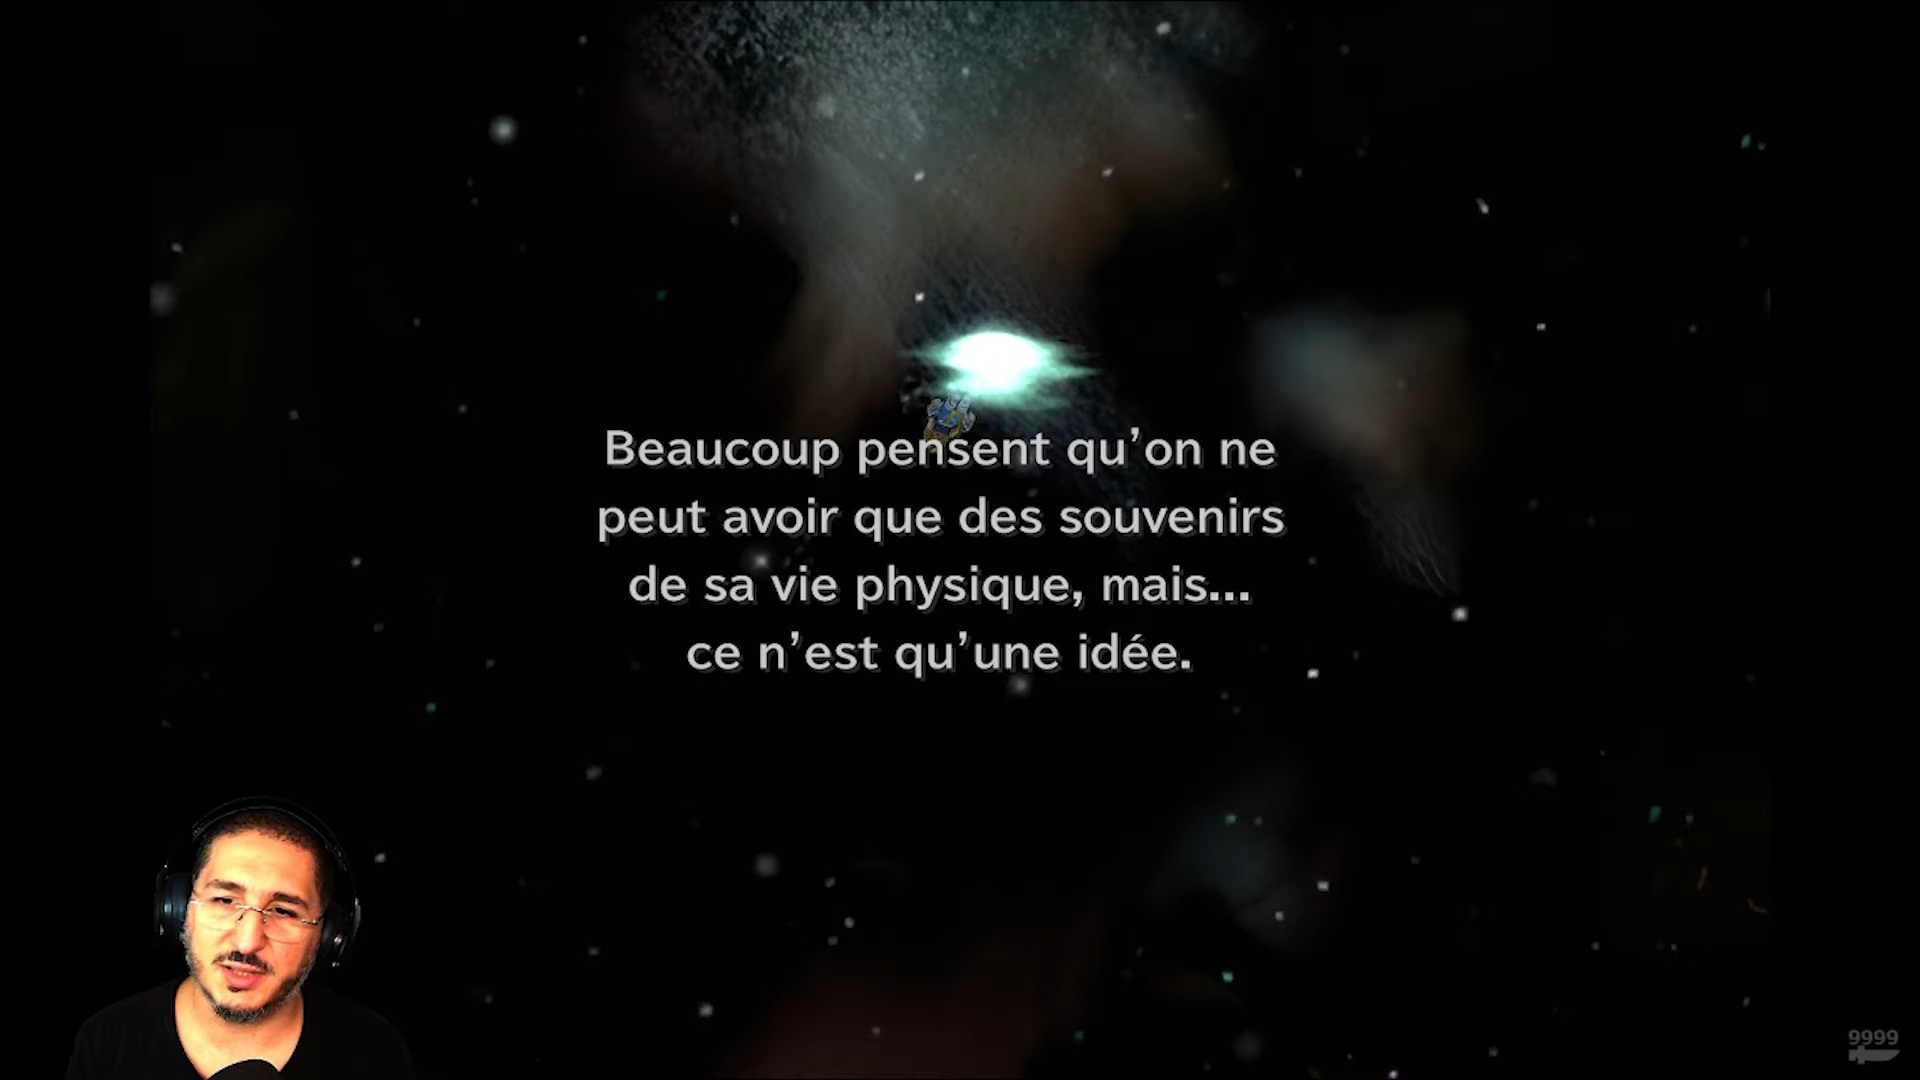 Beaucoup pensent qu’on ne
peut avoir que des souvenirs
de sa vie physique, mais...
ce n’est qu’une idée.
9999